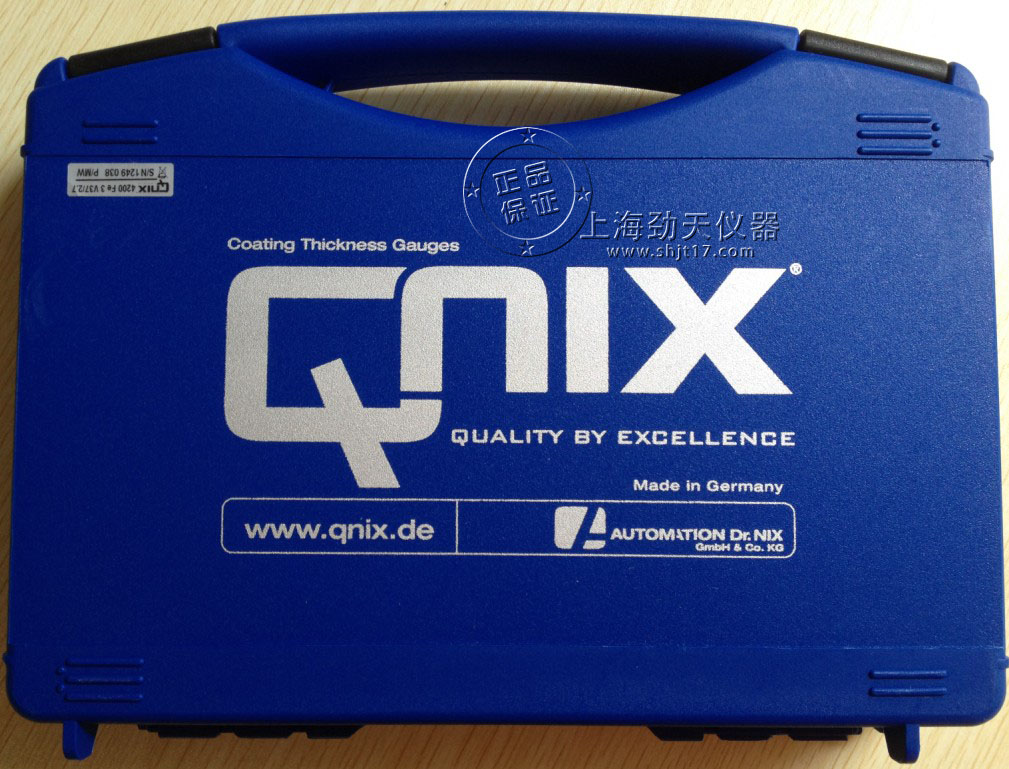 QNIX 4200 Fe 3 V37/2.7
S/N 1249 038 P/MW
正品
保证
上海劲天仪器
www.shjt17.com
Coating Thickness Gauges
QNIX®
QUALITY BY EXCELLENCE
Made in Germany
www.qnix.de
AUTOMATION Dr. NIX
GmbH & Co. KG